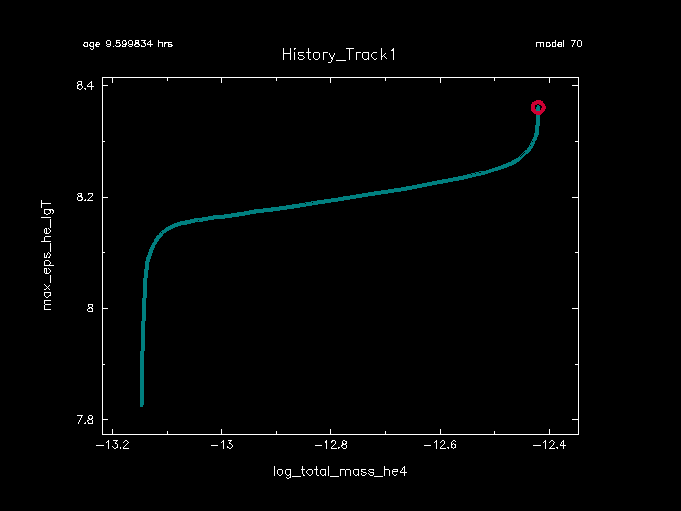 age 9.599834 hrs
model 70
History_Track1
8.4
8.2
8
7.8
max_eps_he_lgT
-13.2
-13
-12.8
-12.6
-12.4
log_total_mass_he4